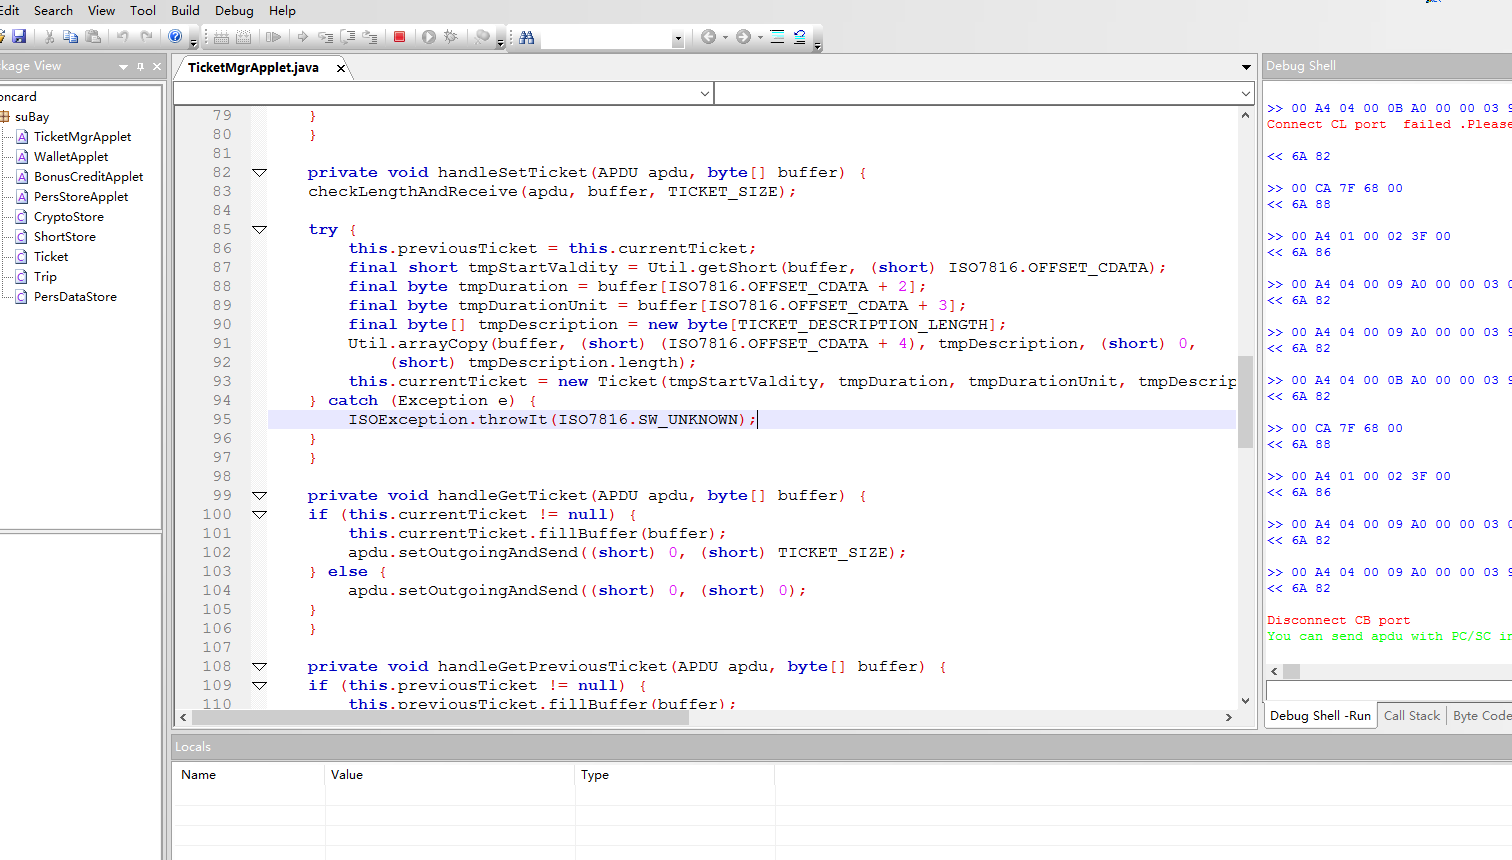 Edit Search View Tool Build Debug Help
ckage View
oncard
suBay
TicketMgrApplet
WalletApplet
BonusCreditApplet
PersStoreApplet
CryptoStore
ShortStore
Ticket
Trip
PersDataStore
TicketMgrApplet.java
79 }
80 }
81
82 private void handleSetTicket(APDU apdu, byte[] buffer) {
83 checkLengthAndReceive(apdu, buffer, TICKET_SIZE);
84
85 try {
86 this.previousTicket = this.currentTicket;
87 final short tmpStartValdity = Util.getShort(buffer, (short) ISO7816.OFFSET_CDATA);
88 final byte tmpDuration = buffer[ISO7816.OFFSET_CDATA + 2];
89 final byte tmpDurationUnit = buffer[ISO7816.OFFSET_CDATA + 3];
90 final byte[] tmpDescription = new byte[TICKET_DESCRIPTION_LENGTH];
91 Util.arrayCopy(buffer, (short) (ISO7816.OFFSET_CDATA + 4), tmpDescription, (short) 0,
92 (short) tmpDescription.length);
93 this.currentTicket = new Ticket(tmpStartValdity, tmpDuration, tmpDurationUnit, tmpDescrip
94 } catch (Exception e) {
95 ISOException.throwIt(ISO7816.SW_UNKNOWN);
96 }
97 }
98
99 private void handleGetTicket(APDU apdu, byte[] buffer) {
100 if (this.currentTicket != null) {
101 this.currentTicket.fillBuffer(buffer);
102 apdu.setOutgoingAndSend((short) 0, (short) TICKET_SIZE);
103 } else {
104 apdu.setOutgoingAndSend((short) 0, (short) 0);
105 }
106 }
107
108 private void handleGetPreviousTicket(APDU apdu, byte[] buffer) {
109 if (this.previousTicket != null) {
110 this.previousTicket.fillBuffer(buffer);
Debug Shell
>> 00 A4 04 00 0B A0 00 00 03 9
Connect CL port failed .Please
<< 6A 82
>> 00 CA 7F 68 00
<< 6A 88
>> 00 A4 01 00 02 3F 00
<< 6A 86
>> 00 A4 04 00 09 A0 00 00 03 0
<< 6A 82
>> 00 A4 04 00 09 A0 00 00 03 9
<< 6A 82
>> 00 A4 04 00 0B A0 00 00 03 9
<< 6A 82
>> 00 CA 7F 68 00
<< 6A 88
>> 00 A4 01 00 02 3F 00
<< 6A 86
>> 00 A4 04 00 09 A0 00 00 03 0
<< 6A 82
>> 00 A4 04 00 09 A0 00 00 03 9
<< 6A 82
Disconnect CB port
You can send apdu with PC/SC in
Debug Shell -Run Call Stack Byte Code
Locals
Name Value Type